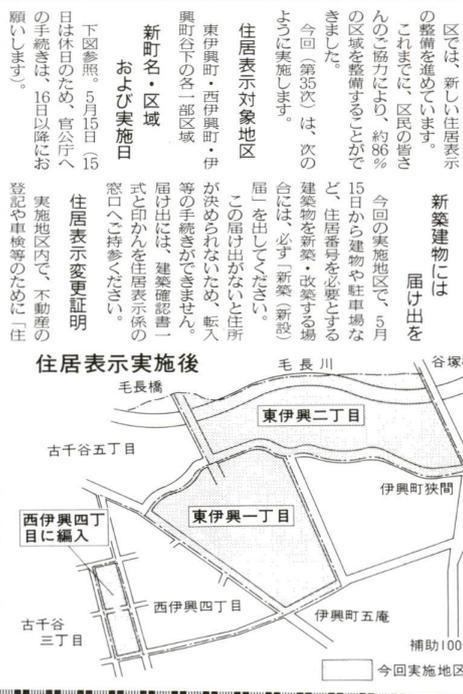 区では、新しい住居表示
の整備を進めています。
これまでに、区民の皆さ
んのご協力により、約86%
の区域を整備することがで
きました。
今回（第35次）は、次の
ように実施します。
住居表示対象地区
東伊興町・西伊興町・伊
興町谷下の各一部区域
新町名・区域
および実施日
下図参照。5月15日（15
日は休日のため、官公庁へ
の手続きは、16日以降にお
願いします）。
新築建物には
届け出を
今回の実施地区で、5月
15日から建物や駐車場な
ど、住居番号を必要とする
建築物を新築・改築する場
合には、必ず「新築（新設）
届」を出してください。
この届け出がないと住所
が決められないため、転入
等の手続きができません。
届け出には、建築確認書一
式と印かんを住居表示係の
窓口へご持参ください。
住居表示変更証明
実施地区内で、不動産の
登記や車検等のために「住
住居表示実施後
毛長川
谷塚
毛長橋
東伊興二丁目
古千谷五丁目
伊興町狭間
東伊興一丁目
西伊興四丁
目に編入
西伊興四丁目
古千谷
三丁目
伊興町五庵
補助100
今回実施地区